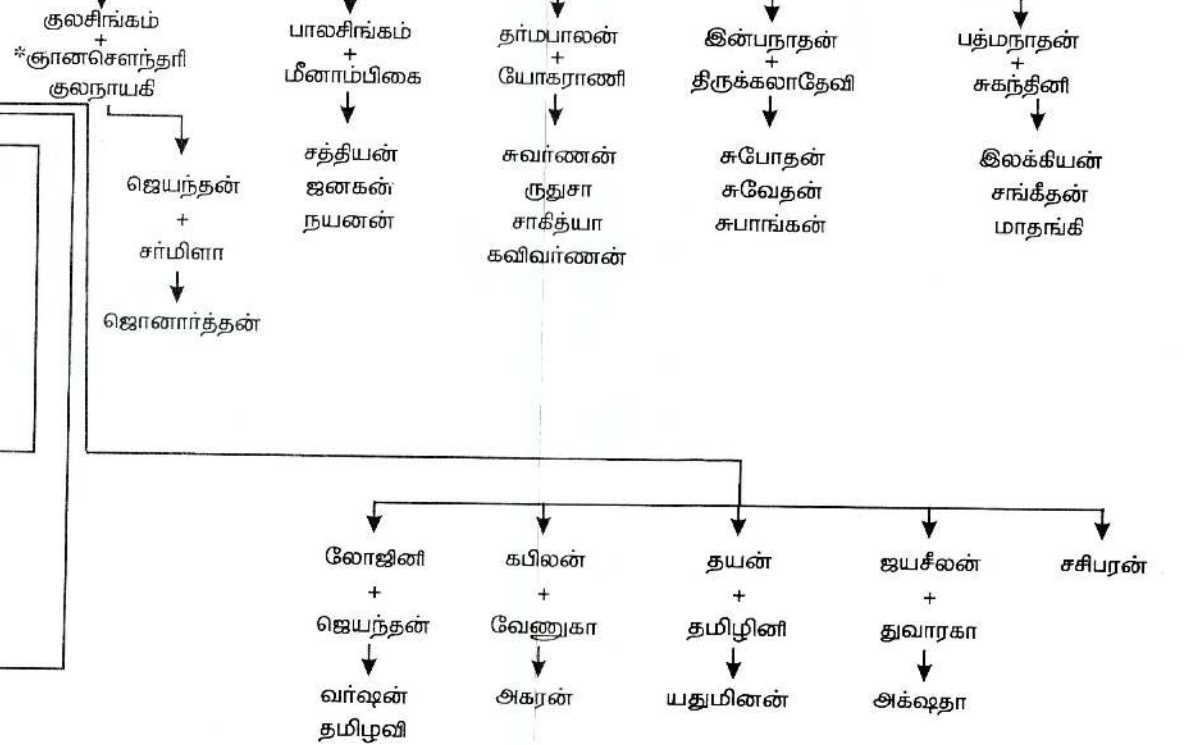 குலசிங்கம்
+
*ஞானசௌந்தரி
குலநாயகி
ஜெயந்தன்
+
சர்மிளா
ஜொனார்த்தன்
பாலசிங்கம்
+
மீனாம்பிகை
சத்தியன்
ஜனகன்
நயனன்
தர்மபாலன்
+
யோகராணி
சுவர்ணன்
ருதுசா
சாகித்யா
கவிவர்ணன்
இன்பநாதன்
+
திருக்கலாதேவி
சுபோதன்
சுவேதன்
சுபாங்கன்
பத்மநாதன்
+
சுகந்தினி
இலக்கியன்
சங்கீதன்
மாதங்கி
லோஜினி
+
ஜெயந்தன்
வர்ஷன்
தமிழவி
கபிலன்
+
வேணுகா
அகரன்
தயன்
+
தமிழினி
யதுமினன்
ஜயசீலன்
+
துவாரகா
அக்ஷதா
சசிபரன்